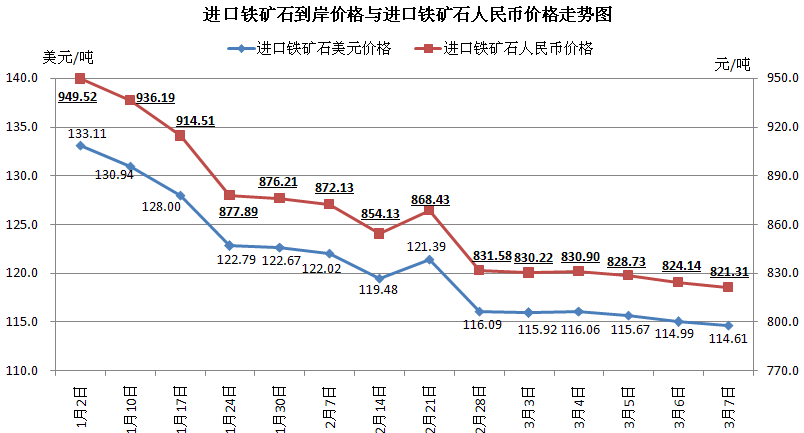 进口铁矿石到岸价格与进口铁矿石人民币价格走势图
美元/吨
进口铁矿石美元价格
进口铁矿石人民币价格
元/吨
140.0
135.0
130.0
125.0
120.0
115.0
110.0
950.0
920.0
890.0
860.0
830.0
800.0
770.0
949.52
936.19
914.51
877.89
876.21
872.13
854.13
868.43
831.58
830.22
830.90
828.73
824.14
821.31
133.11
130.94
128.00
122.79
122.67
122.02
119.48
121.39
116.09
115.92
116.06
115.67
114.99
114.61
1月2日
1月10日
1月17日
1月24日
1月30日
2月7日
2月14日
2月21日
2月28日
3月3日
3月4日
3月5日
3月6日
3月7日